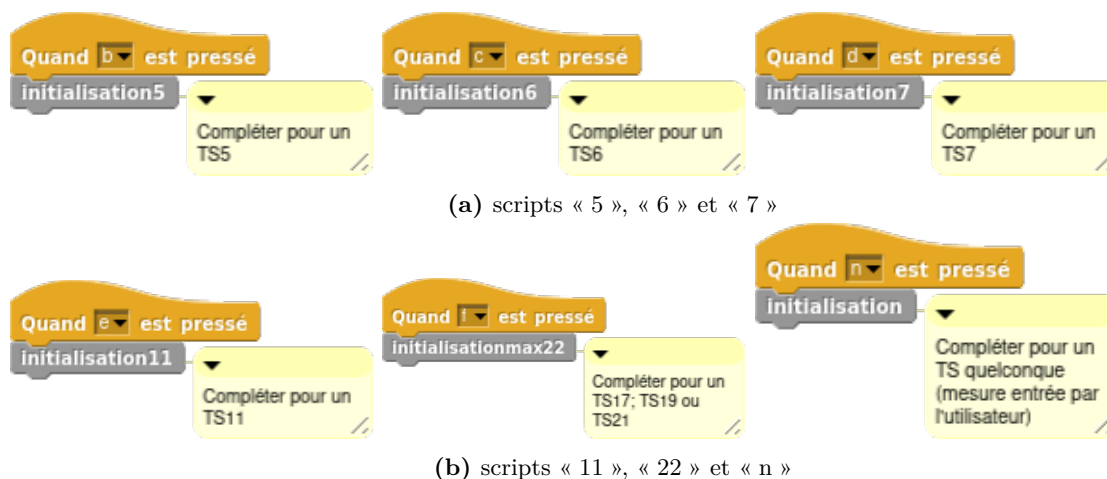 Quand b est pressé
initialisation5
Compléter pour un
TS5
Quand c est pressé
initialisation6
Compléter pour un
TS6
Quand d est pressé
initialisation7
Compléter pour un
TS7
(a) scripts « 5 », « 6 » et « 7 »
Quand e est pressé
initialisation11
Compléter pour un
TS11
Quand f est pressé
initialisationmax22
Compléter pour un
TS17; TS19 ou
TS21
Quand n est pressé
initialisation
Compléter pour un
TS quelconque
(mesure entrée par
l'utilisateur)
(b) scripts « 11 », « 22 » et « n »